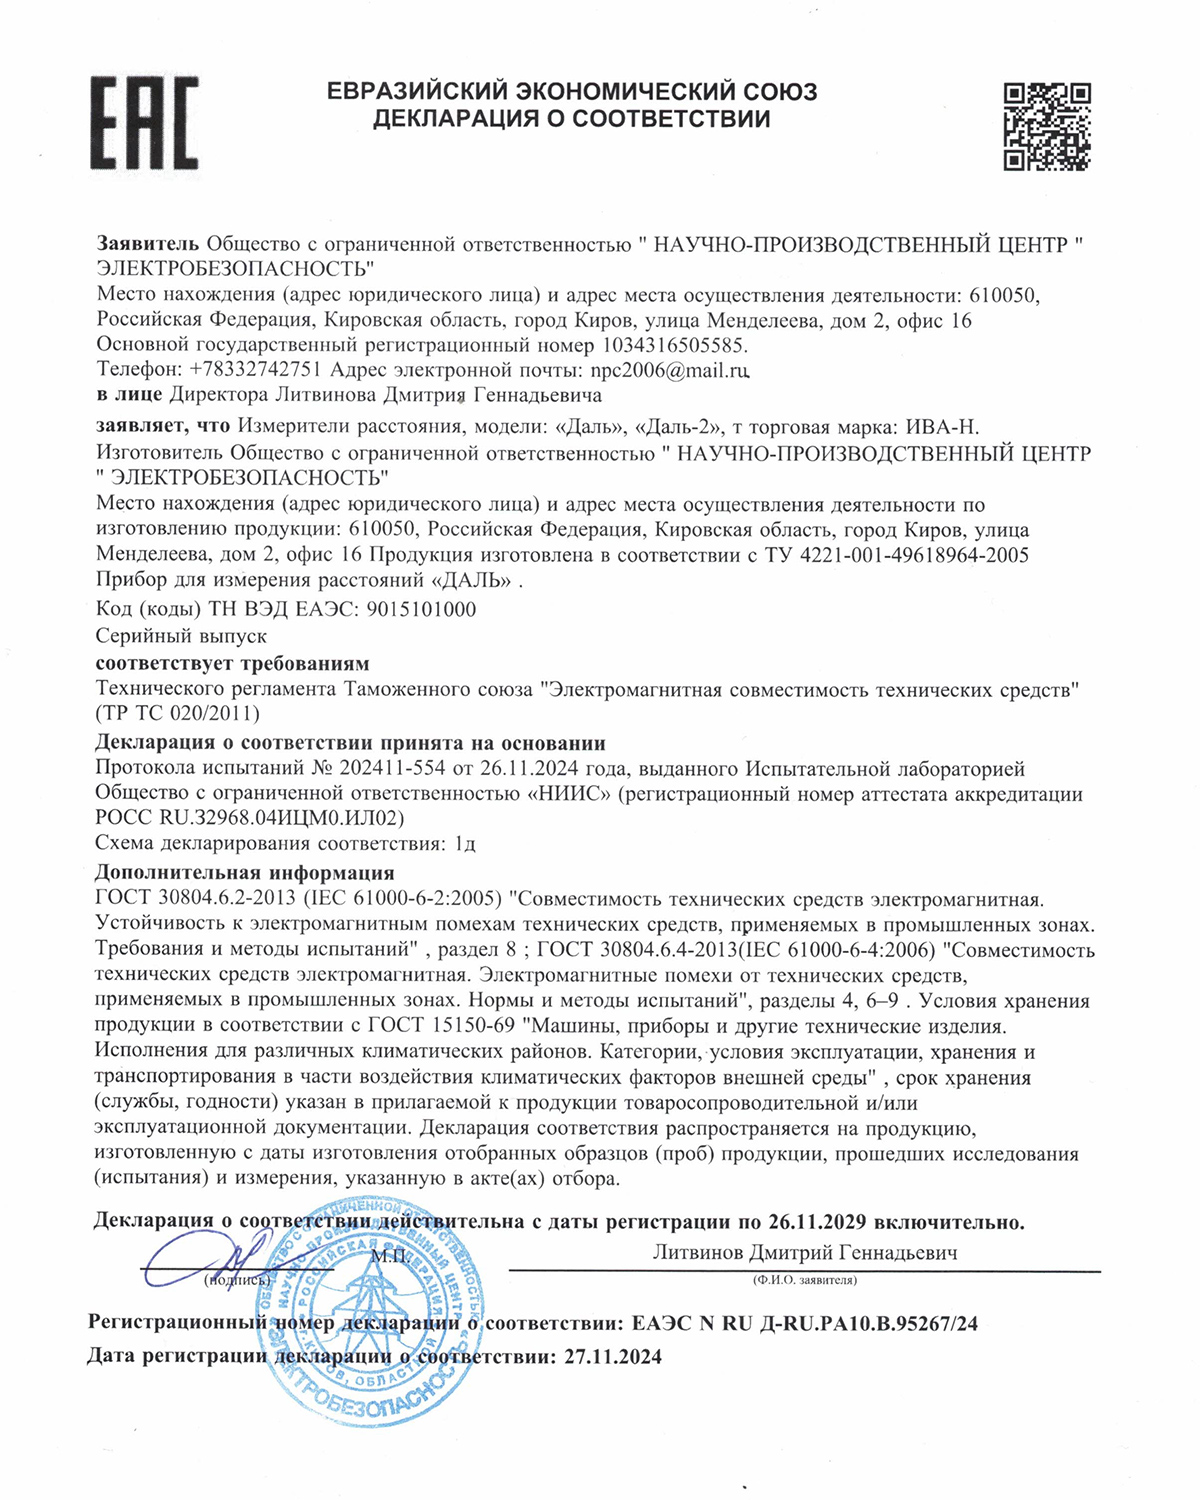 ЕАС
ЕВРАЗИЙСКИЙ ЭКОНОМИЧЕСКИЙ СОЮЗ
ДЕКЛАРАЦИЯ О СООТВЕТСТВИИ
Заявитель Общество с ограниченной ответственностью " НАУЧНО-ПРОИЗВОДСТВЕННЫЙ ЦЕНТР "
ЭЛЕКТРОБЕЗОПАСНОСТЬ"
Место нахождения (адрес юридического лица) и адрес места осуществления деятельности: 610050,
Российская Федерация, Кировская область, город Киров, улица Менделеева, дом 2, офис 16
Основной государственный регистрационный номер 1034316505585.
Телефон: +78332742751 Адрес электронной почты: npc2006@mail.ru.
в лице Директора Литвинова Дмитрия Геннадьевича
заявляет, что Измерители расстояния, модели: «Даль», «Даль-2», т торговая марка: ИВА-Н.
Изготовитель Общество с ограниченной ответственностью " НАУЧНО-ПРОИЗВОДСТВЕННЫЙ ЦЕНТР
" ЭЛЕКТРОБЕЗОПАСНОСТЬ"
Место нахождения (адрес юридического лица) и адрес места осуществления деятельности по
изготовлению продукции: 610050, Российская Федерация, Кировская область, город Киров, улица
Менделеева, дом 2, офис 16 Продукция изготовлена в соответствии с ТУ 4221-001-49618964-2005
Прибор для измерения расстояний «ДАЛЬ» .
Код (коды) ТН ВЭД ЕАЭС: 9015101000
Серийный выпуск
соответствует требованиям
Технического регламента Таможенного союза "Электромагнитная совместимость технических средств"
(ТР ТС 020/2011)
Декларация о соответствии принята на основании
Протокола испытаний № 202411-554 от 26.11.2024 года, выданного Испытательной лабораторией
Общество с ограниченной ответственностью «НИИС» (регистрационный номер аттестата аккредитации
РОСС RU.32968.04ИЦМ0.ИЛ02)
Схема декларирования соответствия: 1д
Дополнительная информация
ГОСТ 30804.6.2-2013 (IEC 61000-6-2:2005) "Совместимость технических средств электромагнитная.
Устойчивость к электромагнитным помехам технических средств, применяемых в промышленных зонах.
Требования и методы испытаний" , раздел 8 ; ГОСТ 30804.6.4-2013(IEC 61000-6-4:2006) "Совместимость
технических средств электромагнитная. Электромагнитные помехи от технических средств,
применяемых в промышленных зонах. Нормы и методы испытаний", разделы 4, 6–9 . Условия хранения
продукции в соответствии с ГОСТ 15150-69 "Машины, приборы и другие технические изделия.
Исполнения для различных климатических районов. Категории, условия эксплуатации, хранения и
транспортирования в части воздействия климатических факторов внешней среды" , срок хранения
(службы, годности) указан в прилагаемой к продукции товаросопроводительной и/или
эксплуатационной документации. Декларация соответствия распространяется на продукцию,
изготовленную с даты изготовления отобранных образцов (проб) продукции, прошедших исследования
(испытания) и измерения, указанную в акте(ах) отбора.
Декларация о соответствии действительна с даты регистрации по 26.11.2029 включительно.
М.П. Литвинов Дмитрий Геннадьевич
(подпись) (Ф.И.О. заявителя)
ОБЩЕСТВО С ОГРАНИЧЕННОЙ ОТВЕТСТВЕННОСТЬЮ
НАУЧНО-ПРОИЗВОДСТВЕННЫЙ ЦЕНТР
«ЭЛЕКТРОБЕЗОПАСНОСТЬ»
РОССИЙСКАЯ ФЕДЕРАЦИЯ
Г.КИРОВ, ОБЛАСТНОЙ
Регистрационный номер декларации о соответствии: ЕАЭС N RU Д-RU.РА10.В.95267/24
Дата регистрации декларации о соответствии: 27.11.2024